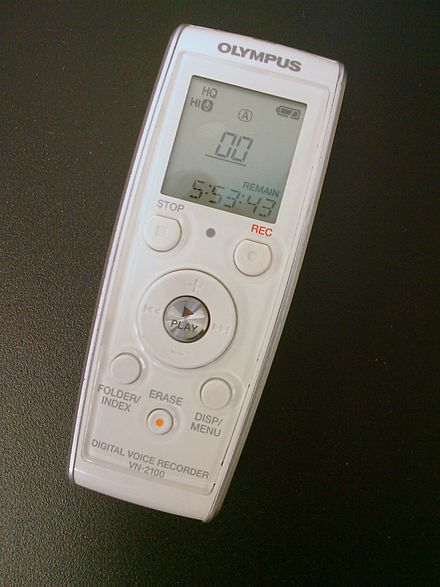 OLYMPUS
HQ
HI
A
00
REMAIN
5:53:43
STOP
REC
+
PLAY
−
FOLDER/
INDEX
ERASE
DISP/
MENU
DIGITAL VOICE RECORDER
VN-2100